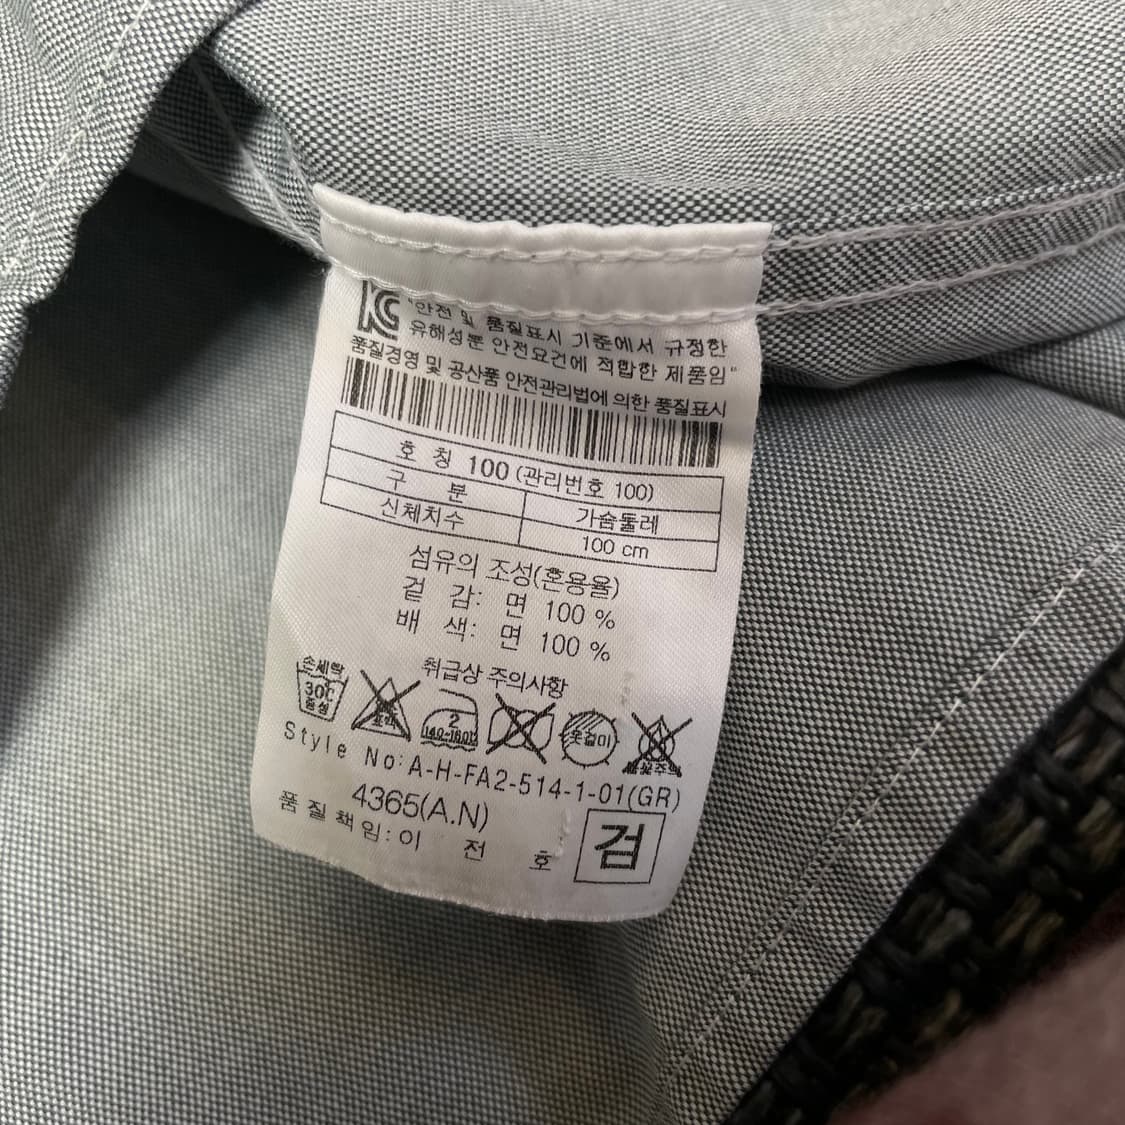 KC "안전 및 품질표시 기준에서 규정한
유해성분 안전요건에 적합한 제품임"
품질경영 및 공산품 안전관리법에 의한 품질표시
호 칭 100 (관리번호 100)
구 분 가슴둘레
신체치수 100 cm
섬유의 조성(혼용율)
겉 감: 면 100 %
배 색: 면 100 %
취급상 주의사항
손세탁 30℃ 중성
표백
2 140~160℃
옷걸이
불꽃주의
Style No:A-H-FA2-514-1-01(GR)
4365(A.N)
품 질 책 임: 이 전 호 검